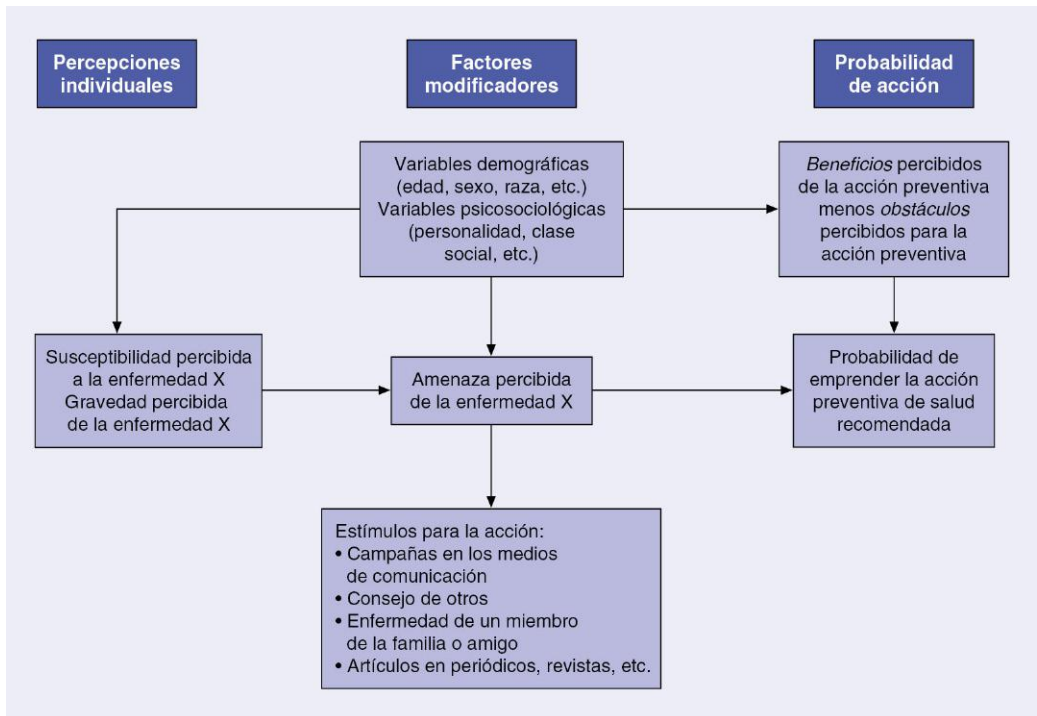 Percepciones
individuales
Factores
modificadores
Probabilidad
de acción
Variables demográficas
(edad, sexo, raza, etc.)
Variables psicosociológicas
(personalidad, clase
social, etc.)
Beneficios percibidos
de la acción preventiva
menos obstáculos
percibidos para la
acción preventiva
Susceptibilidad percibida
a la enfermedad X
Gravedad percibida
de la enfermedad X
Amenaza percibida
de la enfermedad X
Probabilidad de
emprender la acción
preventiva de salud
recomendada
Estímulos para la acción:
• Campañas en los medios
de comunicación
• Consejo de otros
• Enfermedad de un miembro
de la familia o amigo
• Artículos en periódicos, revistas, etc.